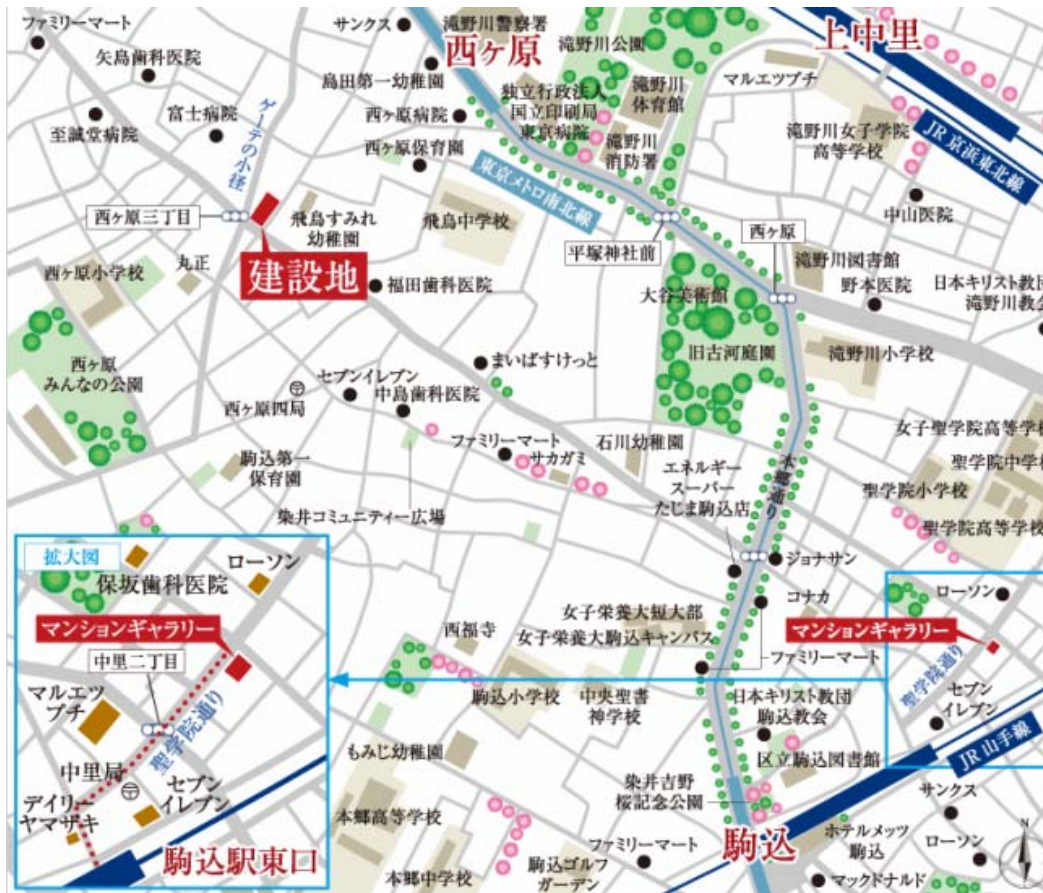 ファミリーマート
矢島歯科医院
至誠堂病院
富士病院
ゲーテの小径
サンクス
滝野川警察署
西ヶ原
島田第一幼稚園
西ヶ原病院
西ヶ原保育園
滝野川公園
独立行政法人
国立印刷局
東京病院
滝野川
体育館
滝野川
消防署
上中里
マルエツプチ
滝野川女子学院
高等学校
JR京浜東北線
中山医院
東京メトロ南北線
西ヶ原三丁目
飛鳥すみれ
幼稚園
飛鳥中学校
平塚神社前
西ヶ原
建設地
丸正
西ヶ原小学校
福田歯科医院
大谷美術館
滝野川図書館
野本医院
日本キリスト教団
滝野川教会
旧古河庭園
滝野川小学校
西ヶ原
みんなの公園
まいばすけっと
セブンイレブン
中島歯科医院
西ヶ原四局
ファミリーマート
サカガミ
石川幼稚園
駒込第一
保育園
染井コミュニティー広場
エネルギー
スーパー
たじま駒込店
本郷通り
女子聖学院高等学校
聖学院中学校
聖学院小学校
聖学院高等学校
ジョナサン
コナカ
女子栄養大短大部
女子栄養大駒込キャンパス
ファミリーマート
西福寺
駒込小学校
中央聖書
神学校
日本キリスト教団
駒込教会
区立駒込図書館
もみじ幼稚園
染井吉野
桜記念公園
本郷高等学校
本郷中学校
駒込ゴルフ
ガーデン
ファミリーマート
駒込
ホテルメッツ
駒込
マックドナルド
サンクス
ローソン
JR山手線
N
ローソン
マンションギャラリー
聖学院通り
セブン
イレブン
拡大図
保坂歯科医院
ローソン
マンションギャラリー
中里二丁目
マルエツ
プチ
聖学院通り
中里局
セブン
イレブン
デイリー
ヤマザキ
駒込駅東口